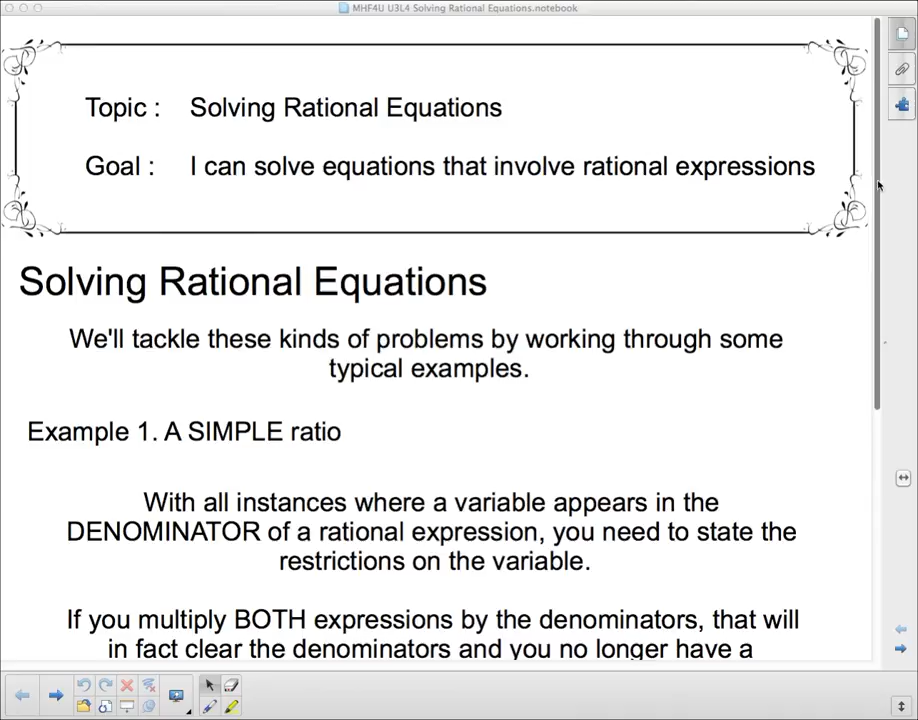 MHF4U U3L4 Solving Rational Equations.notebook
Topic : Solving Rational Equations
Goal : I can solve equations that involve rational expressions
Solving Rational Equations
We'll tackle these kinds of problems by working through some
typical examples.
Example 1. A SIMPLE ratio
With all instances where a variable appears in the
DENOMINATOR of a rational expression, you need to state the
restrictions on the variable.
If you multiply BOTH expressions by the denominators, that will
in fact clear the denominators and you no longer have a